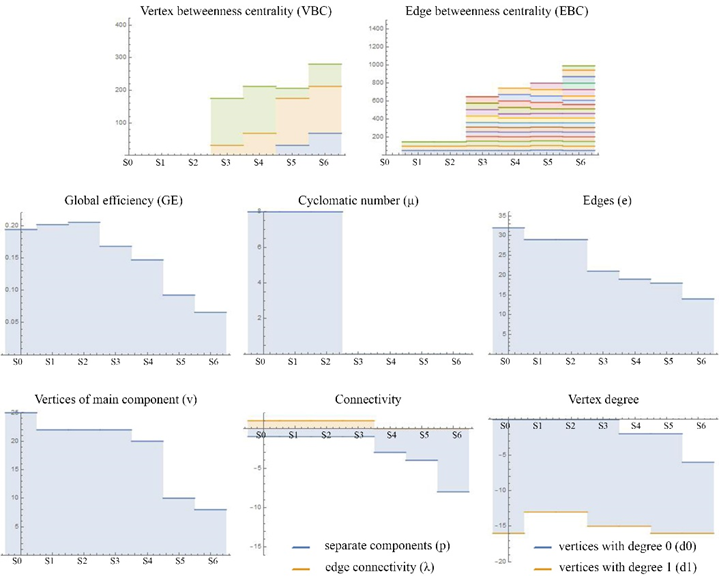 Vertex betweenness centrality (VBC)
Edge betweenness centrality (EBC)
400
300
200
100
S0 S1 S2 S3 S4 S5 S6
1400
1200
1000
800
600
400
200
S0 S1 S2 S3 S4 S5 S6
Global efficiency (GE)
Cyclomatic number (μ)
Edges (e)
0.20
0.15
0.10
0.05
S0 S1 S2 S3 S4 S5 S6
8
6
4
2
S0 S1 S2 S3 S4 S5 S6
35
30
25
20
15
10
5
S0 S1 S2 S3 S4 S5 S6
Vertices of main component (v)
Connectivity
Vertex degree
25
20
15
10
5
S0 S1 S2 S3 S4 S5 S6
S0 S1 S2 S3 S4 S5 S6
−5
−10
−15
separate components (p)
edge connectivity (λ)
S0 S1 S2 S3 S4 S5 S6
−5
−10
−15
−20
vertices with degree 0 (d0)
vertices with degree 1 (d1)